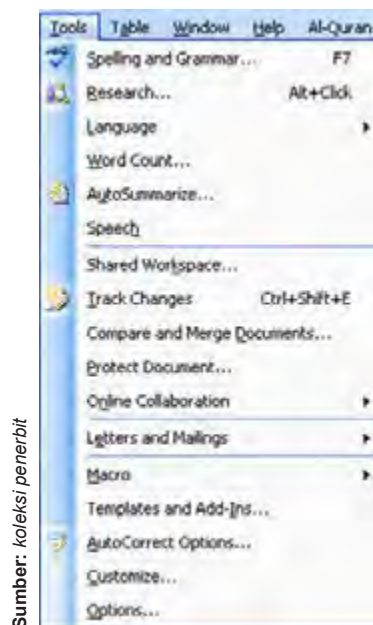 Tools Table Window Help Al-Quran
Spelling and Grammar... F7
Research... Alt+Click
Language
Word Count...
AutoSummarize...
Speech
Shared Workspace...
Track Changes Ctrl+Shift+E
Compare and Merge Documents...
Protect Document...
Online Collaboration
Letters and Mailings
Macro
Templates and Add-Ins...
AutoCorrect Options...
Customize...
Options...
Sumber: koleksi penerbit